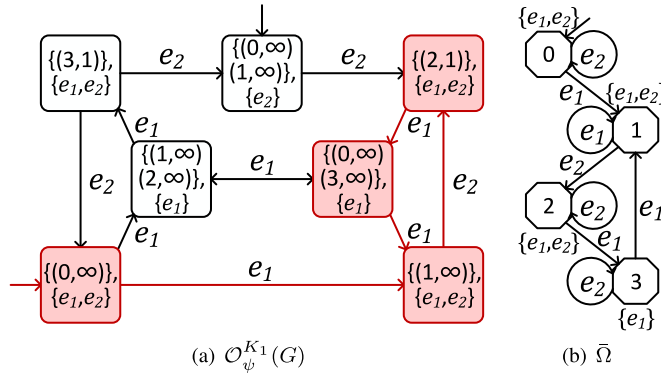 {(3,1)},
{e₁,e₂}
e₂
{(0,∞)
(1,∞)},
{e₂}
e₂
{(2,1)},
{e₁,e₂}
e₁
e₁
e₂
{(1,∞)
(2,∞)},
{e₁}
e₁
{(0,∞)
(3,∞)},
{e₁}
e₂
e₁
e₁
{(0,∞)},
{e₁,e₂}
e₁
{(1,∞)},
{e₁,e₂}
(a) 𝒪_ψ^{K₁}(G)
{e₁,e₂}
0
e₂
e₁
{e₁,e₂}
e₁
1
e₂
2
e₂
{e₁,e₂}
e₁
e₁
e₂
3
{e₁}
(b) Ω̄